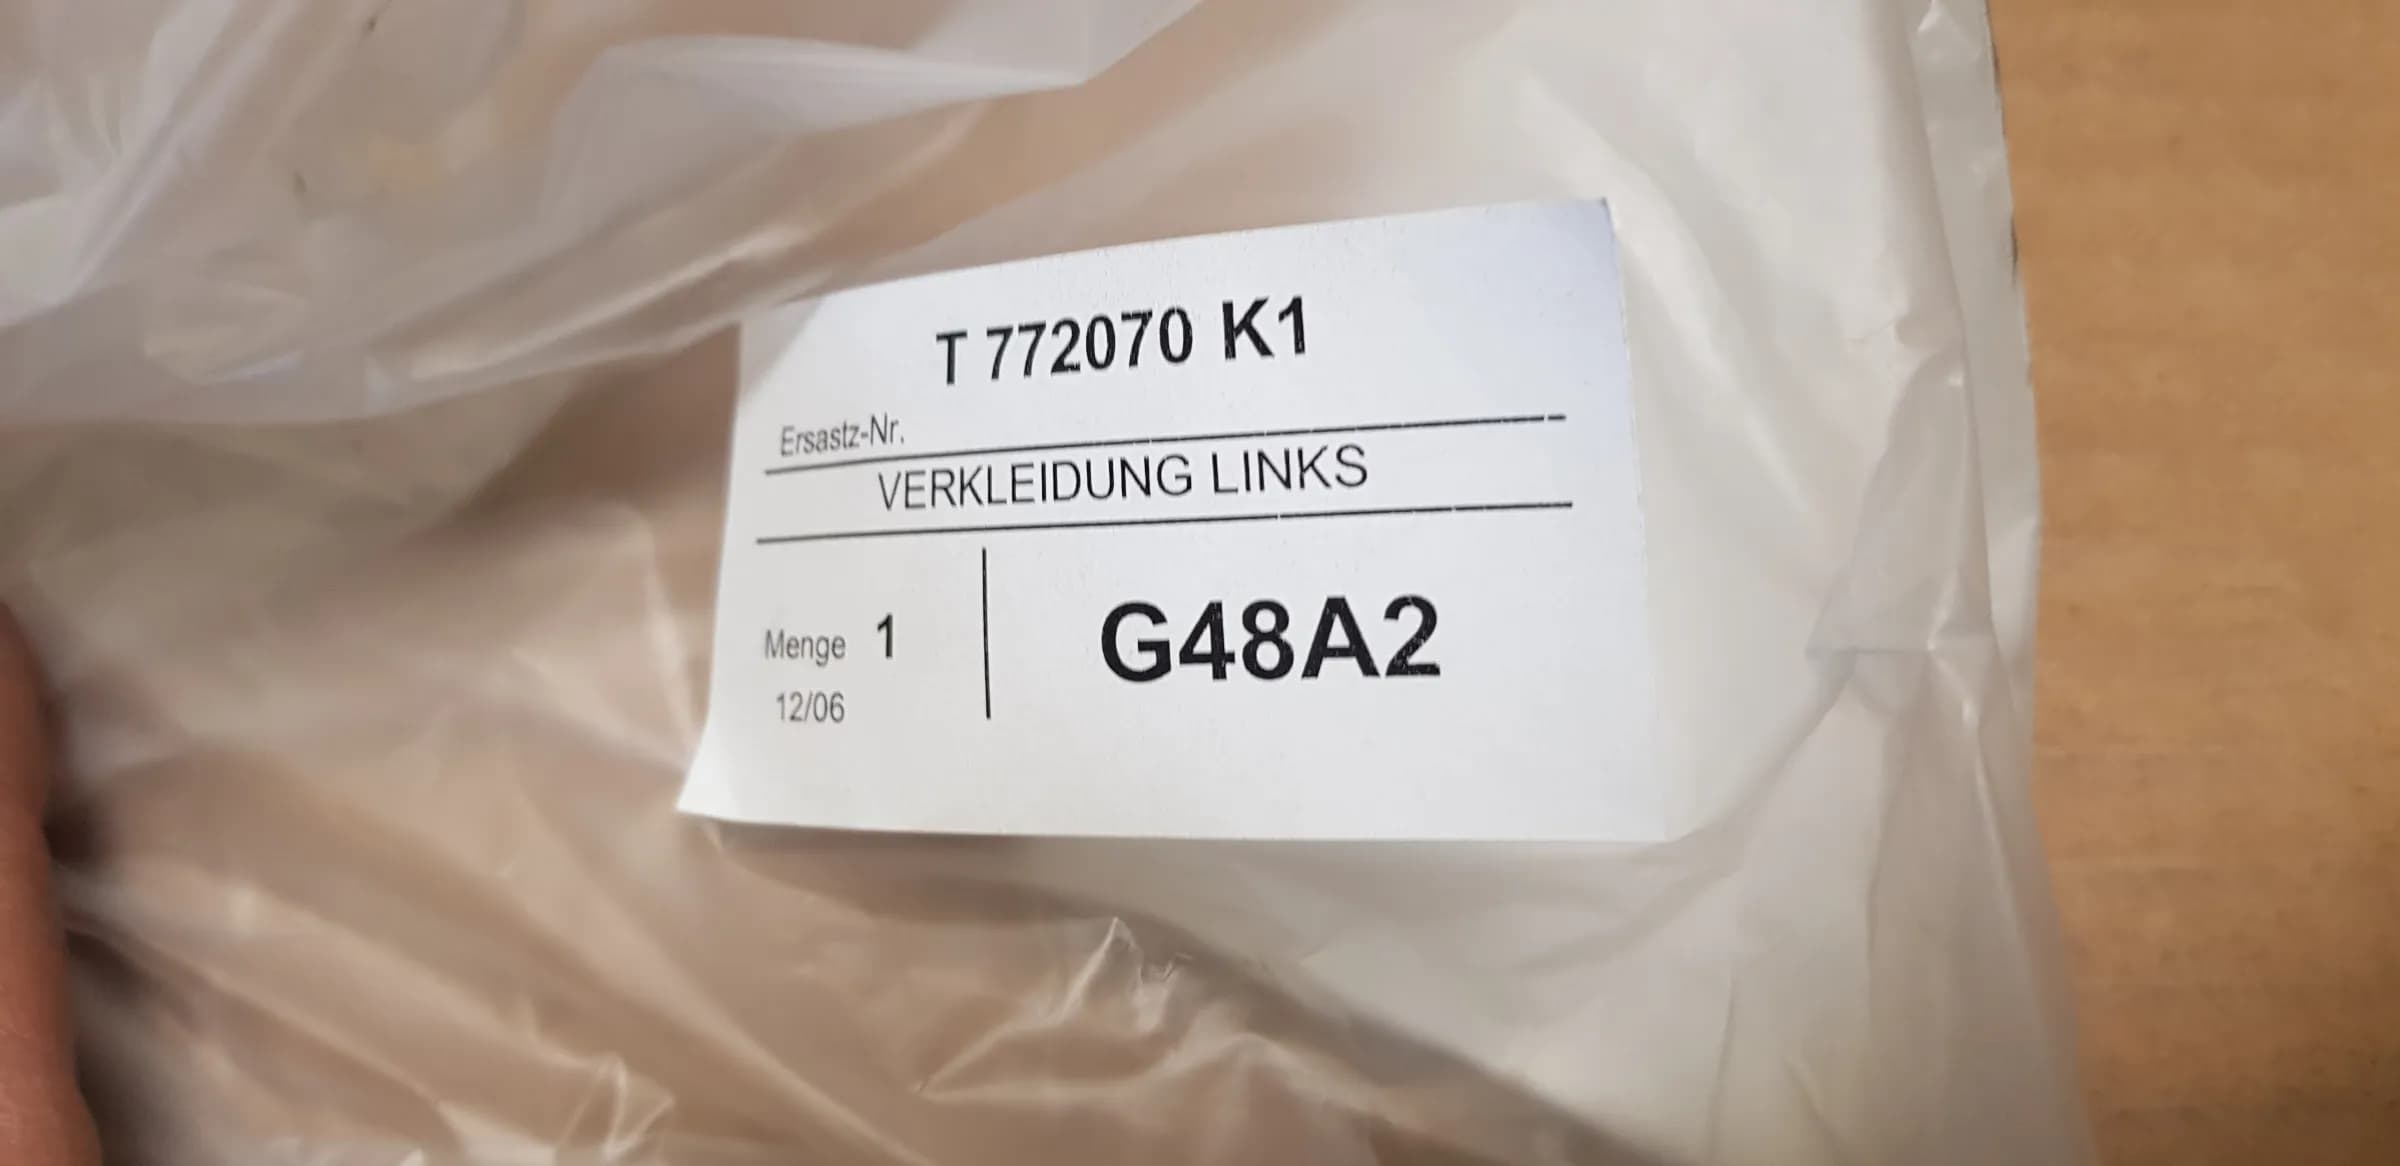 T 772070 K1
Ersastz-Nr.
VERKLEIDUNG LINKS
Menge 1
12/06
G48A2